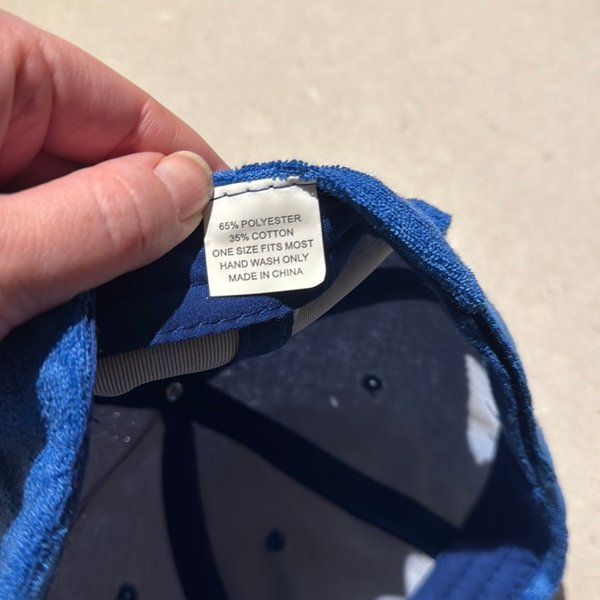 65% POLYESTER
35% COTTON
ONE SIZE FITS MOST
HAND WASH ONLY
MADE IN CHINA